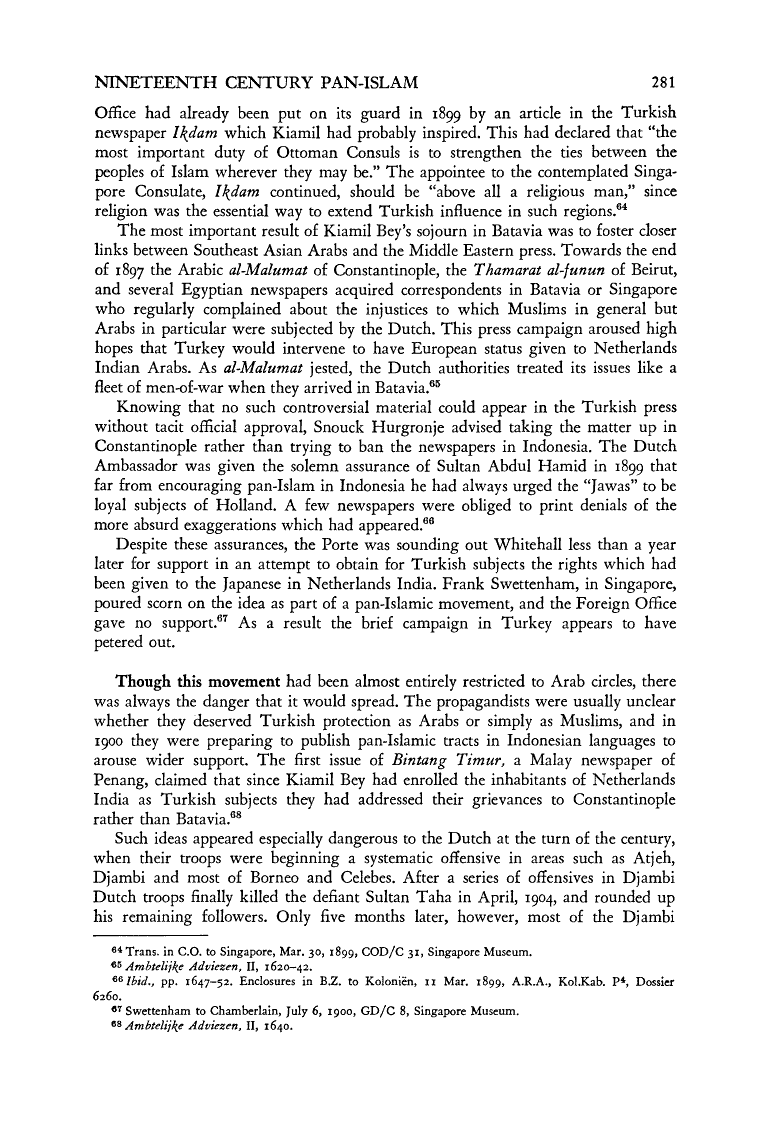 NINETEENTH CENTURY PAN-ISLAM 281
Office had already been put on its guard in 1899 by an article in the Turkish
newspaper Iḳdam which Kiamil had probably inspired. This had declared that “the
most important duty of Ottoman Consuls is to strengthen the ties between the
peoples of Islam wherever they may be.” The appointee to the contemplated Singa-
pore Consulate, Iḳdam continued, should be “above all a religious man,” since
religion was the essential way to extend Turkish influence in such regions.⁶⁴
The most important result of Kiamil Bey’s sojourn in Batavia was to foster closer
links between Southeast Asian Arabs and the Middle Eastern press. Towards the end
of 1897 the Arabic al-Malumat of Constantinople, the Thamarat al-funun of Beirut,
and several Egyptian newspapers acquired correspondents in Batavia or Singapore
who regularly complained about the injustices to which Muslims in general but
Arabs in particular were subjected by the Dutch. This press campaign aroused high
hopes that Turkey would intervene to have European status given to Netherlands
Indian Arabs. As al-Malumat jested, the Dutch authorities treated its issues like a
fleet of men-of-war when they arrived in Batavia.⁶⁵
Knowing that no such controversial material could appear in the Turkish press
without tacit official approval, Snouck Hurgronje advised taking the matter up in
Constantinople rather than trying to ban the newspapers in Indonesia. The Dutch
Ambassador was given the solemn assurance of Sultan Abdul Hamid in 1899 that
far from encouraging pan-Islam in Indonesia he had always urged the “Jawas” to be
loyal subjects of Holland. A few newspapers were obliged to print denials of the
more absurd exaggerations which had appeared.⁶⁶
Despite these assurances, the Porte was sounding out Whitehall less than a year
later for support in an attempt to obtain for Turkish subjects the rights which had
been given to the Japanese in Netherlands India. Frank Swettenham, in Singapore,
poured scorn on the idea as part of a pan-Islamic movement, and the Foreign Office
gave no support.⁶⁷ As a result the brief campaign in Turkey appears to have
petered out.
Though this movement had been almost entirely restricted to Arab circles, there
was always the danger that it would spread. The propagandists were usually unclear
whether they deserved Turkish protection as Arabs or simply as Muslims, and in
1900 they were preparing to publish pan-Islamic tracts in Indonesian languages to
arouse wider support. The first issue of Bintang Timur, a Malay newspaper of
Penang, claimed that since Kiamil Bey had enrolled the inhabitants of Netherlands
India as Turkish subjects they had addressed their grievances to Constantinople
rather than Batavia.⁶⁸
Such ideas appeared especially dangerous to the Dutch at the turn of the century,
when their troops were beginning a systematic offensive in areas such as Atjeh,
Djambi and most of Borneo and Celebes. After a series of offensives in Djambi
Dutch troops finally killed the defiant Sultan Taha in April, 1904, and rounded up
his remaining followers. Only five months later, however, most of the Djambi
⁶⁴ Trans. in C.O. to Singapore, Mar. 30, 1899, COD/C 31, Singapore Museum.
⁶⁵ Ambtelijke Adviezen, II, 1620–42.
⁶⁶ Ibid., pp. 1647–52. Enclosures in B.Z. to Koloniën, 11 Mar. 1899, A.R.A., Kol.Kab. P⁴, Dossier
6260.
⁶⁷ Swettenham to Chamberlain, July 6, 1900, GD/C 8, Singapore Museum.
⁶⁸ Ambtelijke Adviezen, II, 1640.